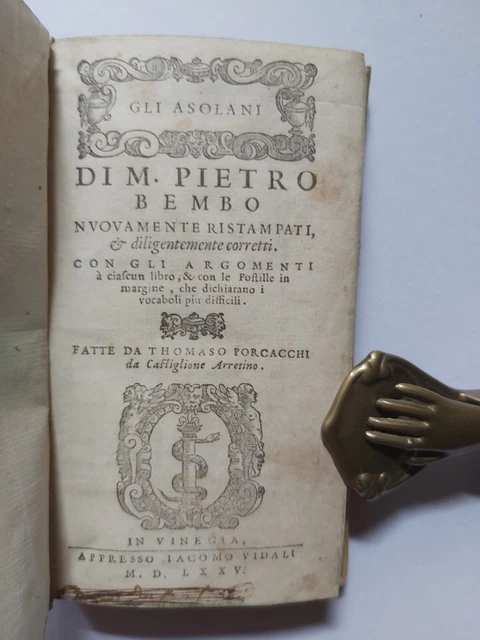 GLI ASOLANI
DI M. PIETRO
BEMBO
NVOVAMENTE RISTAMPATI,
& diligentemente corretti.
CON GLI ARGOMENTI
à ciascun libro, & con le Postille in
margine, che dichiarano i
vocaboli piu difficili.
FATTE DA THOMASO PORCACCHI
da Castiglione Arretino.
IN VINEGIA,
APPRESSO IACOMO VIDALI
M. D. LXXV.